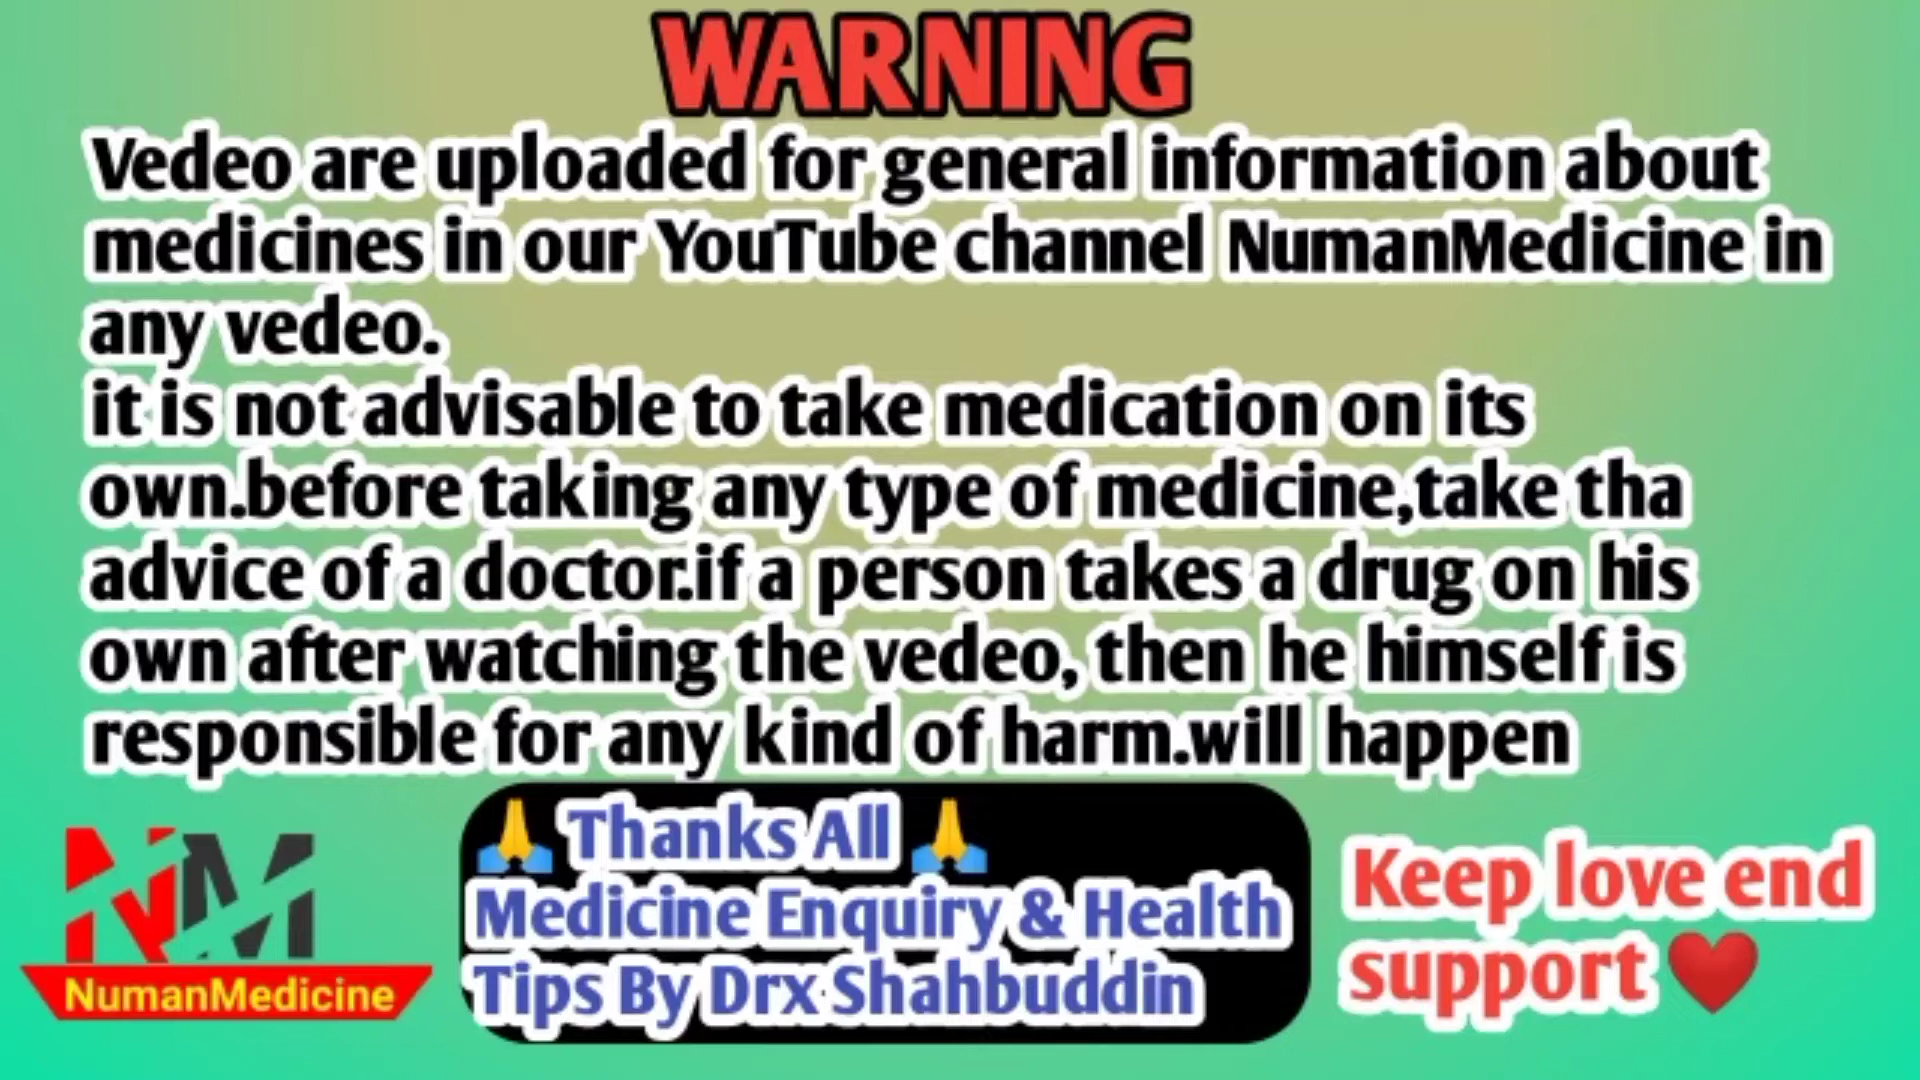 WARNING
Vedeo are uploaded for general information about
medicines in our YouTube channel NumanMedicine in
any vedeo.
it is not advisable to take medication on its
own.before taking any type of medicine,take tha
advice of a doctor.if a person takes a drug on his
own after watching the vedeo, then he himself is
responsible for any kind of harm.will happen
NM
NumanMedicine
🙏 Thanks All 🙏
Medicine Enquiry & Health
Tips By Drx Shahbuddin
Keep love end
support ❤️